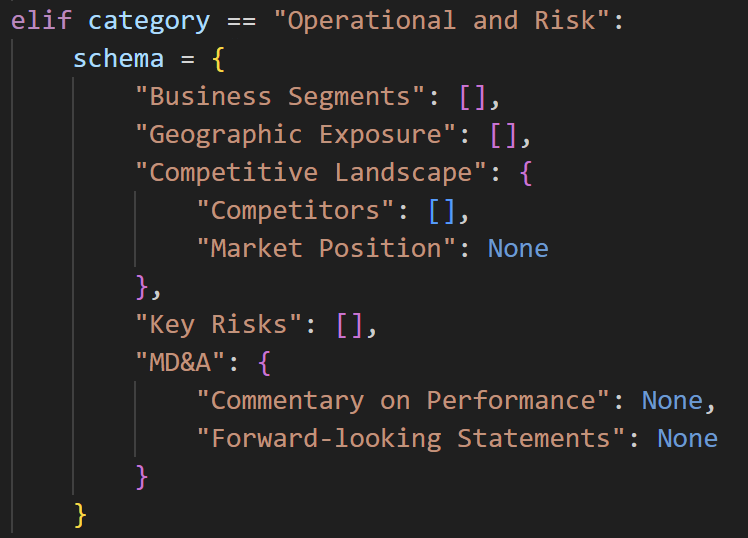 elif category == "Operational and Risk":
    schema = {
        "Business Segments": [],
        "Geographic Exposure": [],
        "Competitive Landscape": {
            "Competitors": [],
            "Market Position": None
        },
        "Key Risks": [],
        "MD&A": {
            "Commentary on Performance": None,
            "Forward-looking Statements": None
        }
    }